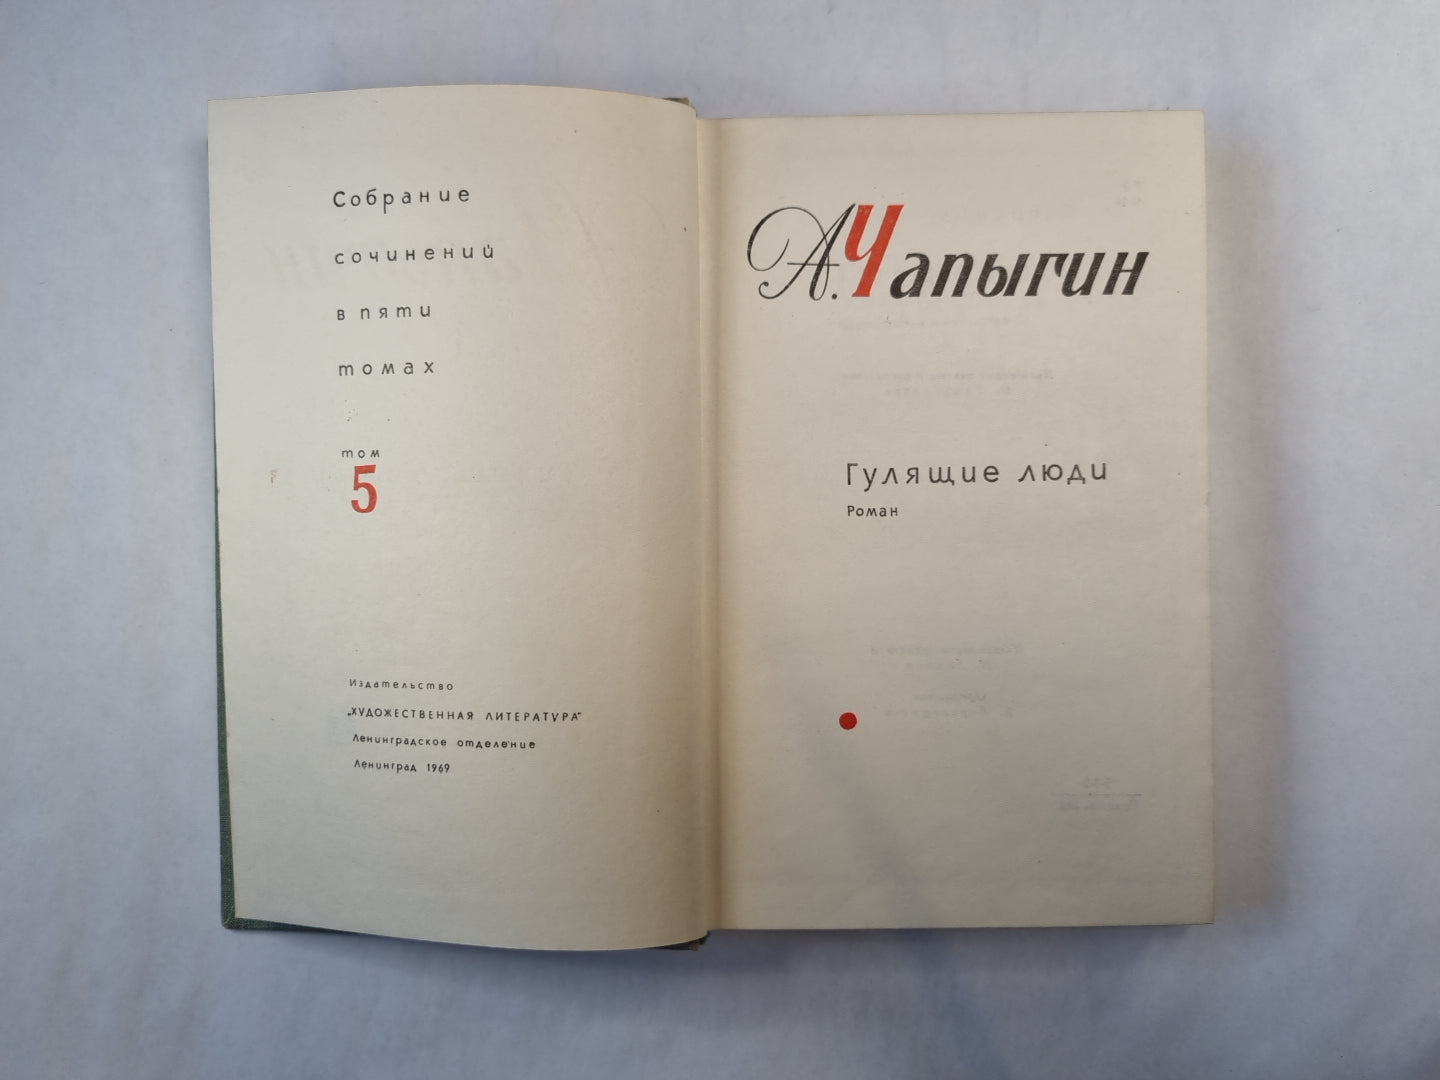 Собрание
сочинений
в пяти
томах
том
5
Издательство
„ХУДОЖЕСТВЕННАЯ ЛИТЕРАТУРА"
Ленинградское отделение
Ленинград 1969
А. Чапыгин
Гулящие люди
Роман